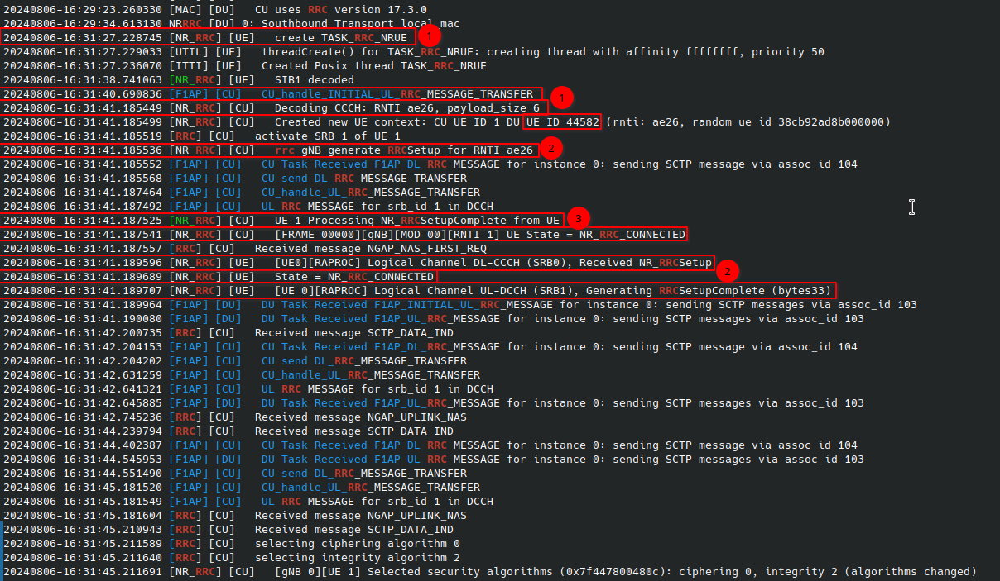 20240806-16:29:23.260330 [MAC] [DU]   CU uses RRC version 17.3.0
20240806-16:29:34.613130 NRRRC [DU] 0: Southbound Transport local_mac
20240806-16:31:27.228745 [NR_RRC] [UE]   create TASK_RRC_NRUE 1
20240806-16:31:27.229033 [UTIL] [UE]   threadCreate() for TASK_RRC_NRUE: creating thread with affinity ffffffff, priority 50
20240806-16:31:27.236070 [ITTI] [UE]   Created Posix thread TASK_RRC_NRUE
20240806-16:31:38.741063 [NR_RRC] [UE]   SIB1 decoded
20240806-16:31:40.690836 [F1AP] [CU]   CU_handle_INITIAL_UL_RRC_MESSAGE_TRANSFER 1
20240806-16:31:41.185449 [NR_RRC] [CU]   Decoding CCCH: RNTI ae26, payload_size 6
20240806-16:31:41.185499 [NR_RRC] [CU]   Created new UE context: CU UE ID 1 DU UE ID 44582 (rnti: ae26, random ue id 38cb92ad8b000000)
20240806-16:31:41.185519 [RRC] [CU]   activate SRB 1 of UE 1
20240806-16:31:41.185536 [NR_RRC] [CU]   rrc_gNB_generate_RRCSetup for RNTI ae26 2
20240806-16:31:41.185552 [F1AP] [CU]   CU Task Received F1AP_DL_RRC_MESSAGE for instance 0: sending SCTP message via assoc_id 104
20240806-16:31:41.185568 [F1AP] [CU]   CU send DL_RRC_MESSAGE_TRANSFER
20240806-16:31:41.187464 [F1AP] [CU]   CU_handle_UL_RRC_MESSAGE_TRANSFER
20240806-16:31:41.187492 [F1AP] [CU]   UL RRC MESSAGE for srb_id 1 in DCCH
20240806-16:31:41.187525 [NR_RRC] [CU]   UE 1 Processing NR_RRCSetupComplete from UE 3
20240806-16:31:41.187541 [NR_RRC] [CU]   [FRAME 00000][gNB][MOD 00][RNTI 1] UE State = NR_RRC_CONNECTED
20240806-16:31:41.187557 [RRC] [CU]   Received message NGAP_NAS_FIRST_REQ
20240806-16:31:41.189596 [NR_RRC] [UE]   [UE0][RAPROC] Logical Channel DL-CCCH (SRB0), Received NR_RRCSetup
20240806-16:31:41.189689 [NR_RRC] [UE]   State = NR_RRC_CONNECTED 2
20240806-16:31:41.189707 [NR_RRC] [UE]   [UE 0][RAPROC] Logical Channel UL-DCCH (SRB1), Generating RRCSetupComplete (bytes33)
20240806-16:31:41.189964 [F1AP] [DU]   DU Task Received F1AP_INITIAL_UL_RRC_MESSAGE for instance 0: sending SCTP messages via assoc_id 103
20240806-16:31:41.190080 [F1AP] [DU]   DU Task Received F1AP_UL_RRC_MESSAGE for instance 0: sending SCTP messages via assoc_id 103
20240806-16:31:42.200735 [RRC] [CU]   Received message SCTP_DATA_IND
20240806-16:31:42.204153 [F1AP] [CU]   CU Task Received F1AP_DL_RRC_MESSAGE for instance 0: sending SCTP message via assoc_id 104
20240806-16:31:42.204202 [F1AP] [CU]   CU send DL_RRC_MESSAGE_TRANSFER
20240806-16:31:42.631259 [F1AP] [CU]   CU_handle_UL_RRC_MESSAGE_TRANSFER
20240806-16:31:42.641321 [F1AP] [CU]   UL RRC MESSAGE for srb_id 1 in DCCH
20240806-16:31:42.645885 [F1AP] [DU]   DU Task Received F1AP_UL_RRC_MESSAGE for instance 0: sending SCTP messages via assoc_id 103
20240806-16:31:42.745236 [RRC] [CU]   Received message NGAP_UPLINK_NAS
20240806-16:31:44.239794 [RRC] [CU]   Received message SCTP_DATA_IND
20240806-16:31:44.402387 [F1AP] [CU]   CU Task Received F1AP_DL_RRC_MESSAGE for instance 0: sending SCTP message via assoc_id 104
20240806-16:31:44.545953 [F1AP] [DU]   DU Task Received F1AP_UL_RRC_MESSAGE for instance 0: sending SCTP messages via assoc_id 103
20240806-16:31:44.551490 [F1AP] [CU]   CU send DL_RRC_MESSAGE_TRANSFER
20240806-16:31:45.181520 [F1AP] [CU]   CU_handle_UL_RRC_MESSAGE_TRANSFER
20240806-16:31:45.181549 [F1AP] [CU]   UL RRC MESSAGE for srb_id 1 in DCCH
20240806-16:31:45.181604 [RRC] [CU]   Received message NGAP_UPLINK_NAS
20240806-16:31:45.210943 [RRC] [CU]   Received message SCTP_DATA_IND
20240806-16:31:45.211589 [RRC] [CU]   selecting ciphering algorithm 0
20240806-16:31:45.211640 [RRC] [CU]   selecting integrity algorithm 2
20240806-16:31:45.211691 [NR_RRC] [CU]   [gNB 0][UE 1] Selected security algorithms (0x7f447800480c): ciphering 0, integrity 2 (algorithms changed)